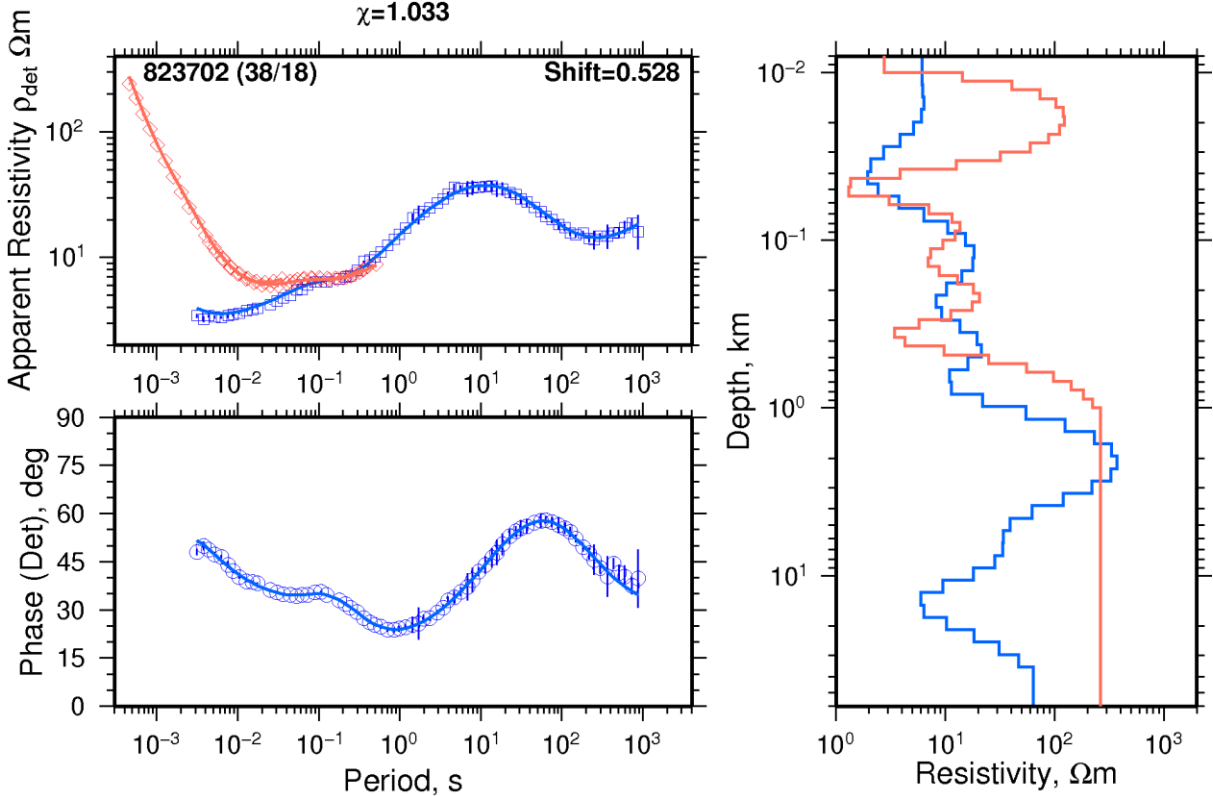 χ=1.033
823702 (38/18) Shift=0.528
Apparent Resistivity ρdet Ωm
10²
10¹
10⁻³ 10⁻² 10⁻¹ 10⁰ 10¹ 10² 10³
Phase (Det), deg
90
75
60
45
30
15
0
10⁻³ 10⁻² 10⁻¹ 10⁰ 10¹ 10² 10³
Period, s
Depth, km
10⁻²
10⁻¹
10⁰
10¹
10⁰ 10¹ 10² 10³
Resistivity, Ωm